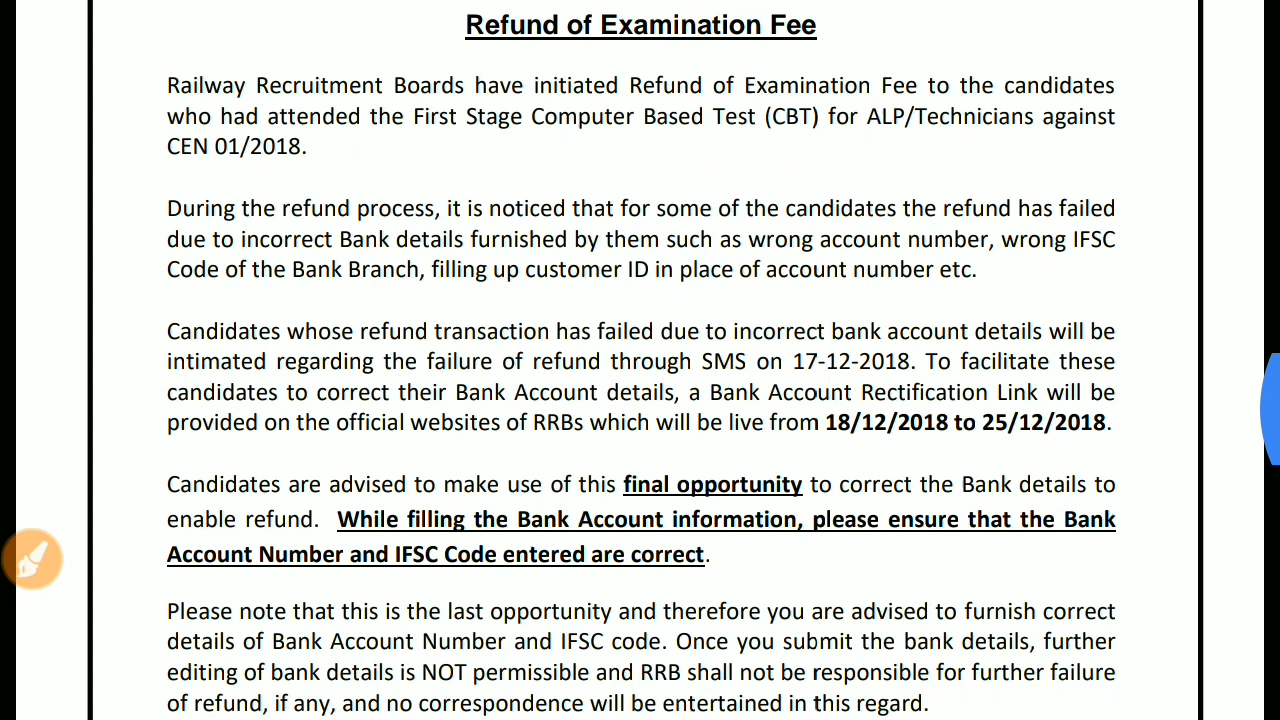 Refund of Examination Fee
Railway Recruitment Boards have initiated Refund of Examination Fee to the candidates
who had attended the First Stage Computer Based Test (CBT) for ALP/Technicians against
CEN 01/2018.
During the refund process, it is noticed that for some of the candidates the refund has failed
due to incorrect Bank details furnished by them such as wrong account number, wrong IFSC
Code of the Bank Branch, filling up customer ID in place of account number etc.
Candidates whose refund transaction has failed due to incorrect bank account details will be
intimated regarding the failure of refund through SMS on 17-12-2018. To facilitate these
candidates to correct their Bank Account details, a Bank Account Rectification Link will be
provided on the official websites of RRBs which will be live from 18/12/2018 to 25/12/2018.
Candidates are advised to make use of this final opportunity to correct the Bank details to
enable refund. While filling the Bank Account information, please ensure that the Bank
Account Number and IFSC Code entered are correct.
Please note that this is the last opportunity and therefore you are advised to furnish correct
details of Bank Account Number and IFSC code. Once you submit the bank details, further
editing of bank details is NOT permissible and RRB shall not be responsible for further failure
of refund, if any, and no correspondence will be entertained in this regard.